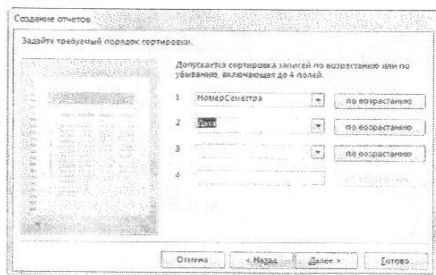 Создание отчетов
Задайте требуемый порядок сортировки.
Допускается сортировка записей по возрастанию или по
убыванию, включающая до 4 полей.
1 НомерСеместра по возрастанию
2 Дата по возрастанию
3 по возрастанию
4
Отмена < Назад Далее > Готово